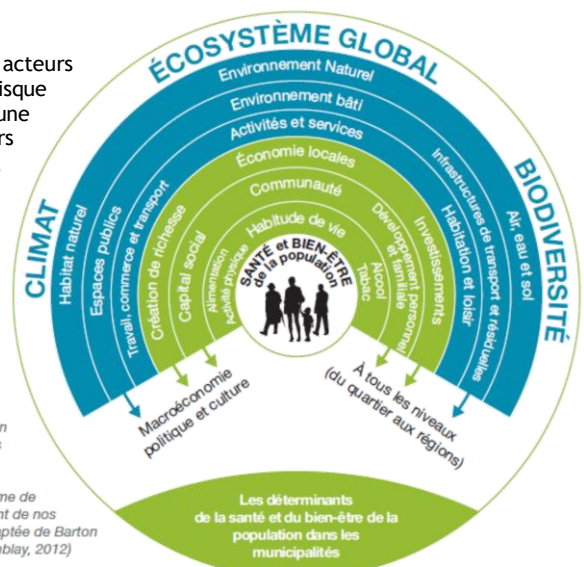 acteurs
isque
une
rs
ÉCOSYSTÈME GLOBAL
CLIMAT
BIODIVERSITÉ
Environnement Naturel
Environnement bâti
Activités et services
Économie locales
Communauté
Habitude de vie
SANTÉ et BIEN-ÊTRE
de la population
Habitat naturel
Espaces publics
Travail, commerce et transport
Création de richesse
Capital social
Alimentation
Activité physique
Alcool
Tabac
Développement personnel
et familiale
Investissements
Habitation et loisir
Infrastructures de transport et résiduelles
Air, eau et sol
Macroéconomie
politique et culture
À tous les niveaux
(du quartier aux régions)
n
s
me de
nt de nos
aptée de Barton
mblay, 2012)
Les déterminants
de la santé et du bien-être de la
population dans les
municipalités